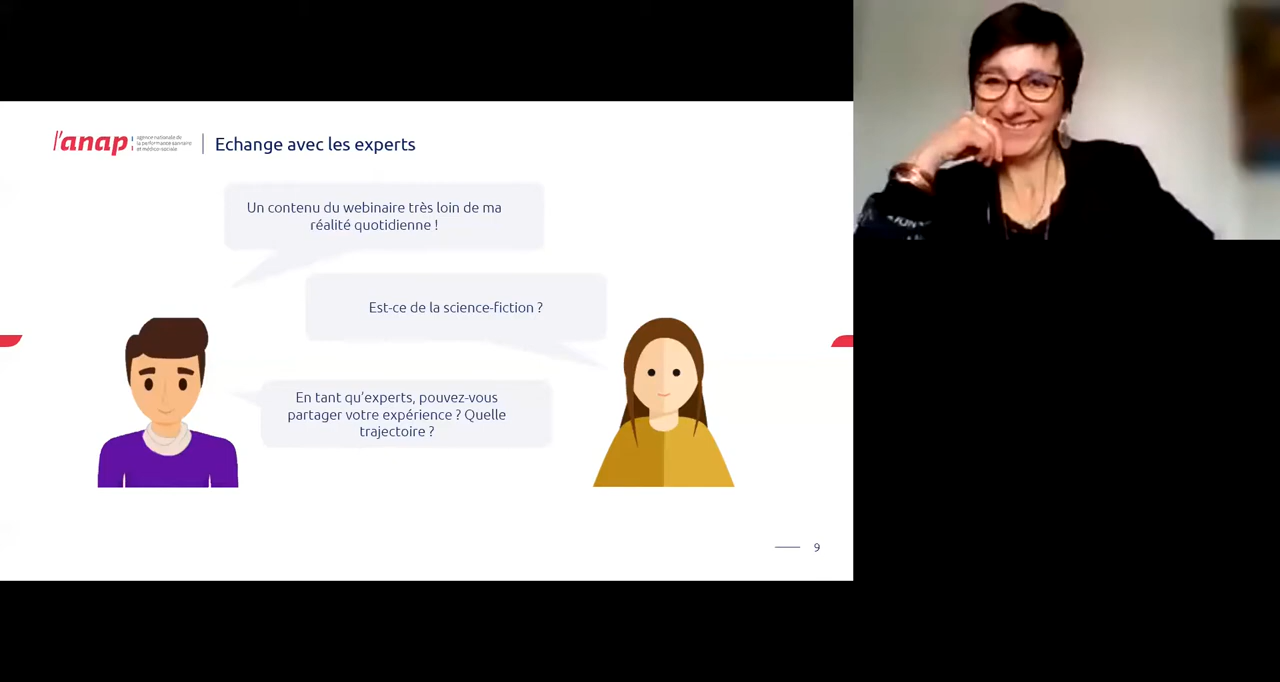 l'anap
agence nationale de
la performance sanitaire
et médico-sociale
Echange avec les experts
Un contenu du webinaire très loin de ma
réalité quotidienne !
Est-ce de la science-fiction ?
En tant qu'experts, pouvez-vous
partager votre expérience ? Quelle
trajectoire ?
9